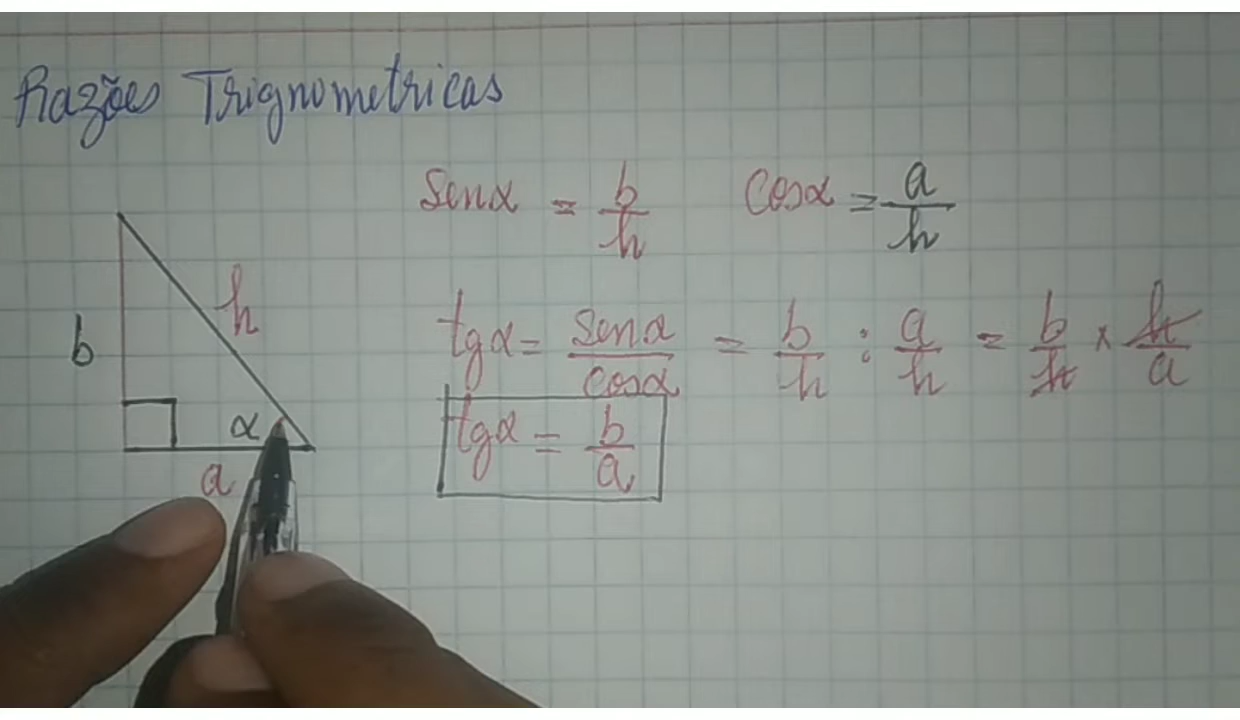 Razões Trignometricas
senα = b/h cosα = a/h
h
b
tgα = senα/cosα = b/h : a/h = b/h × h/a
α
tgα = b/a
a